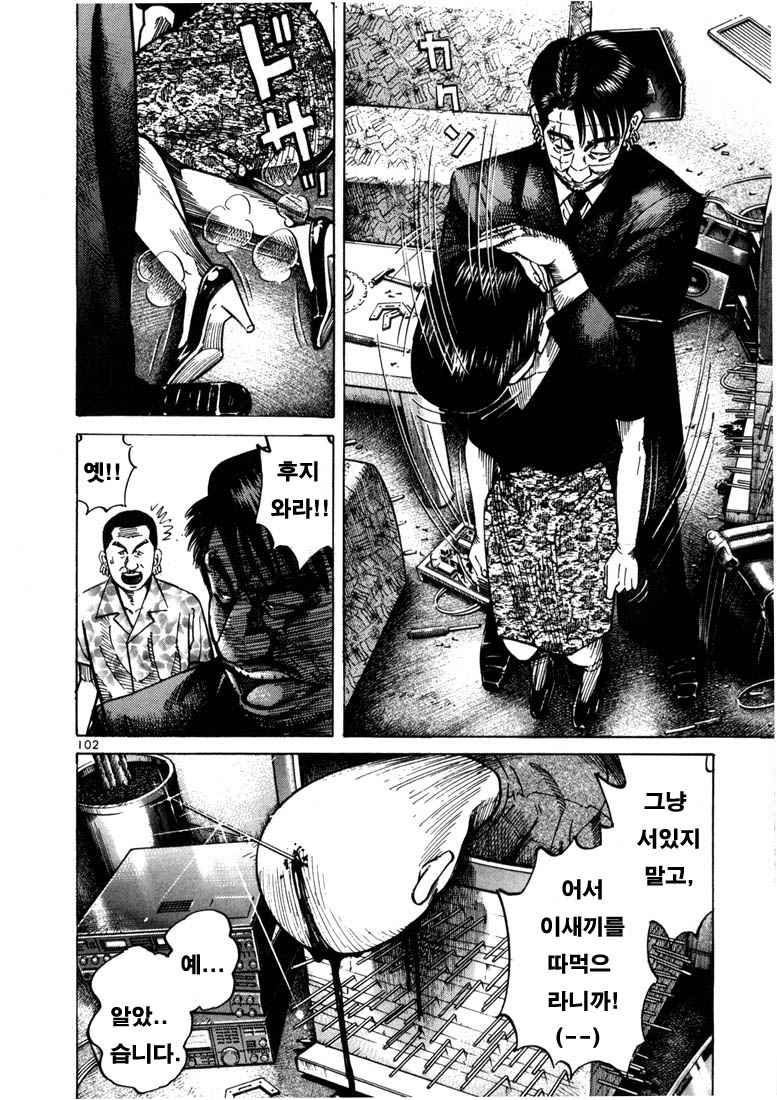 カクン
ドサッ
후지
와라!!
옛!!
102
그냥
서있지
말고,
어서
이새끼를
따먹으
라니까!
(--)
예...
알았..
습니다.